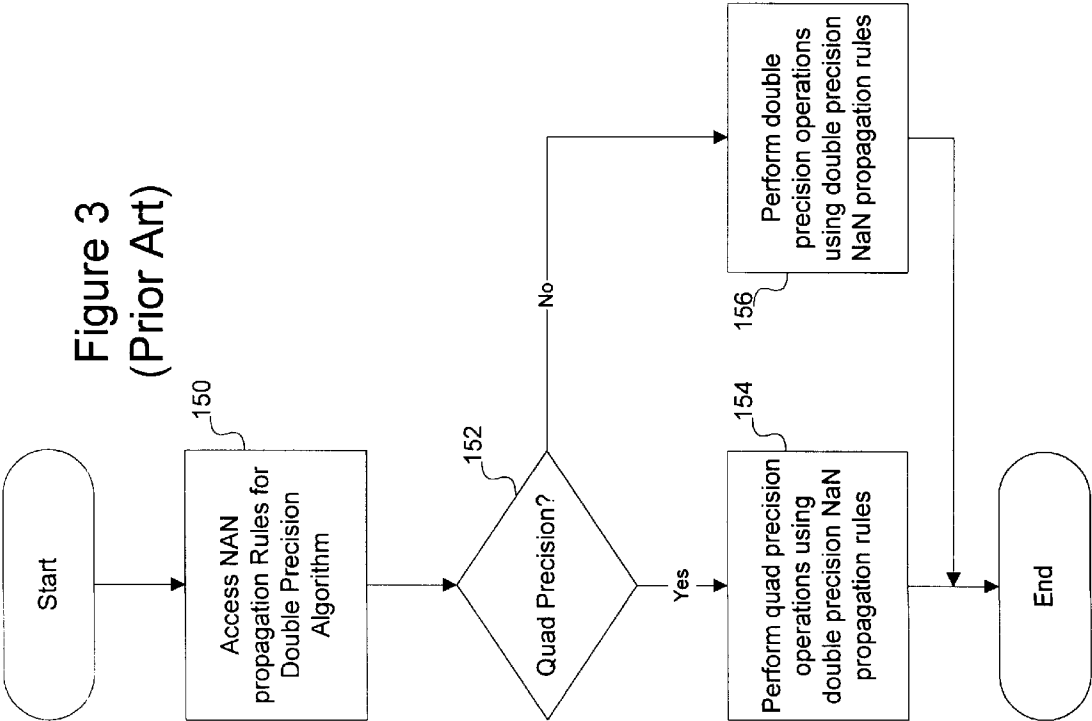 Figure 3
(Prior Art)
Start
150
Access NAN
propagation Rules for
Double Precision
Algorithm
152
Quad Precision?
No
Yes
154
Perform quad precision
operations using
double precision NaN
propagation rules
156
Perform double
precision operations
using double precision
NaN propagation rules
End